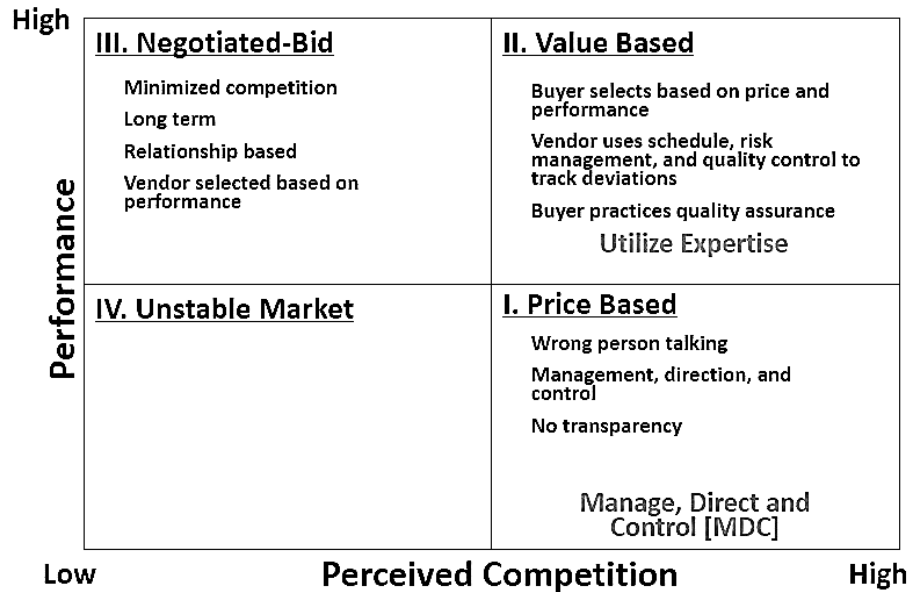 High
III. Negotiated-Bid
Minimized competition
Long term
Relationship based
Vendor selected based on
performance
II. Value Based
Buyer selects based on price and
performance
Vendor uses schedule, risk
management, and quality control to
track deviations
Buyer practices quality assurance
Utilize Expertise
Performance
IV. Unstable Market
I. Price Based
Wrong person talking
Management, direction, and
control
No transparency
Manage, Direct and
Control [MDC]
Low
Perceived Competition
High